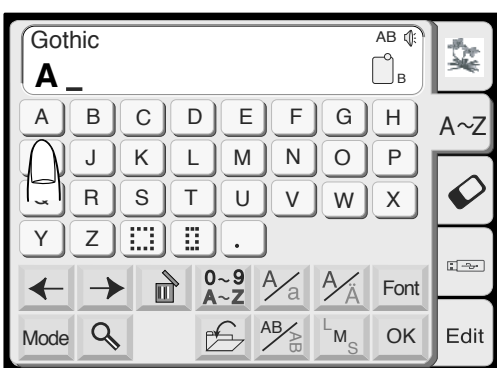 Gothic AB
A _ B
A B C D E F G H
A~Z
J K L M N O P
R S T U V W X
Y Z .
0~9
A~Z A/a A/Ä Font
Mode AB/AB L M S OK Edit